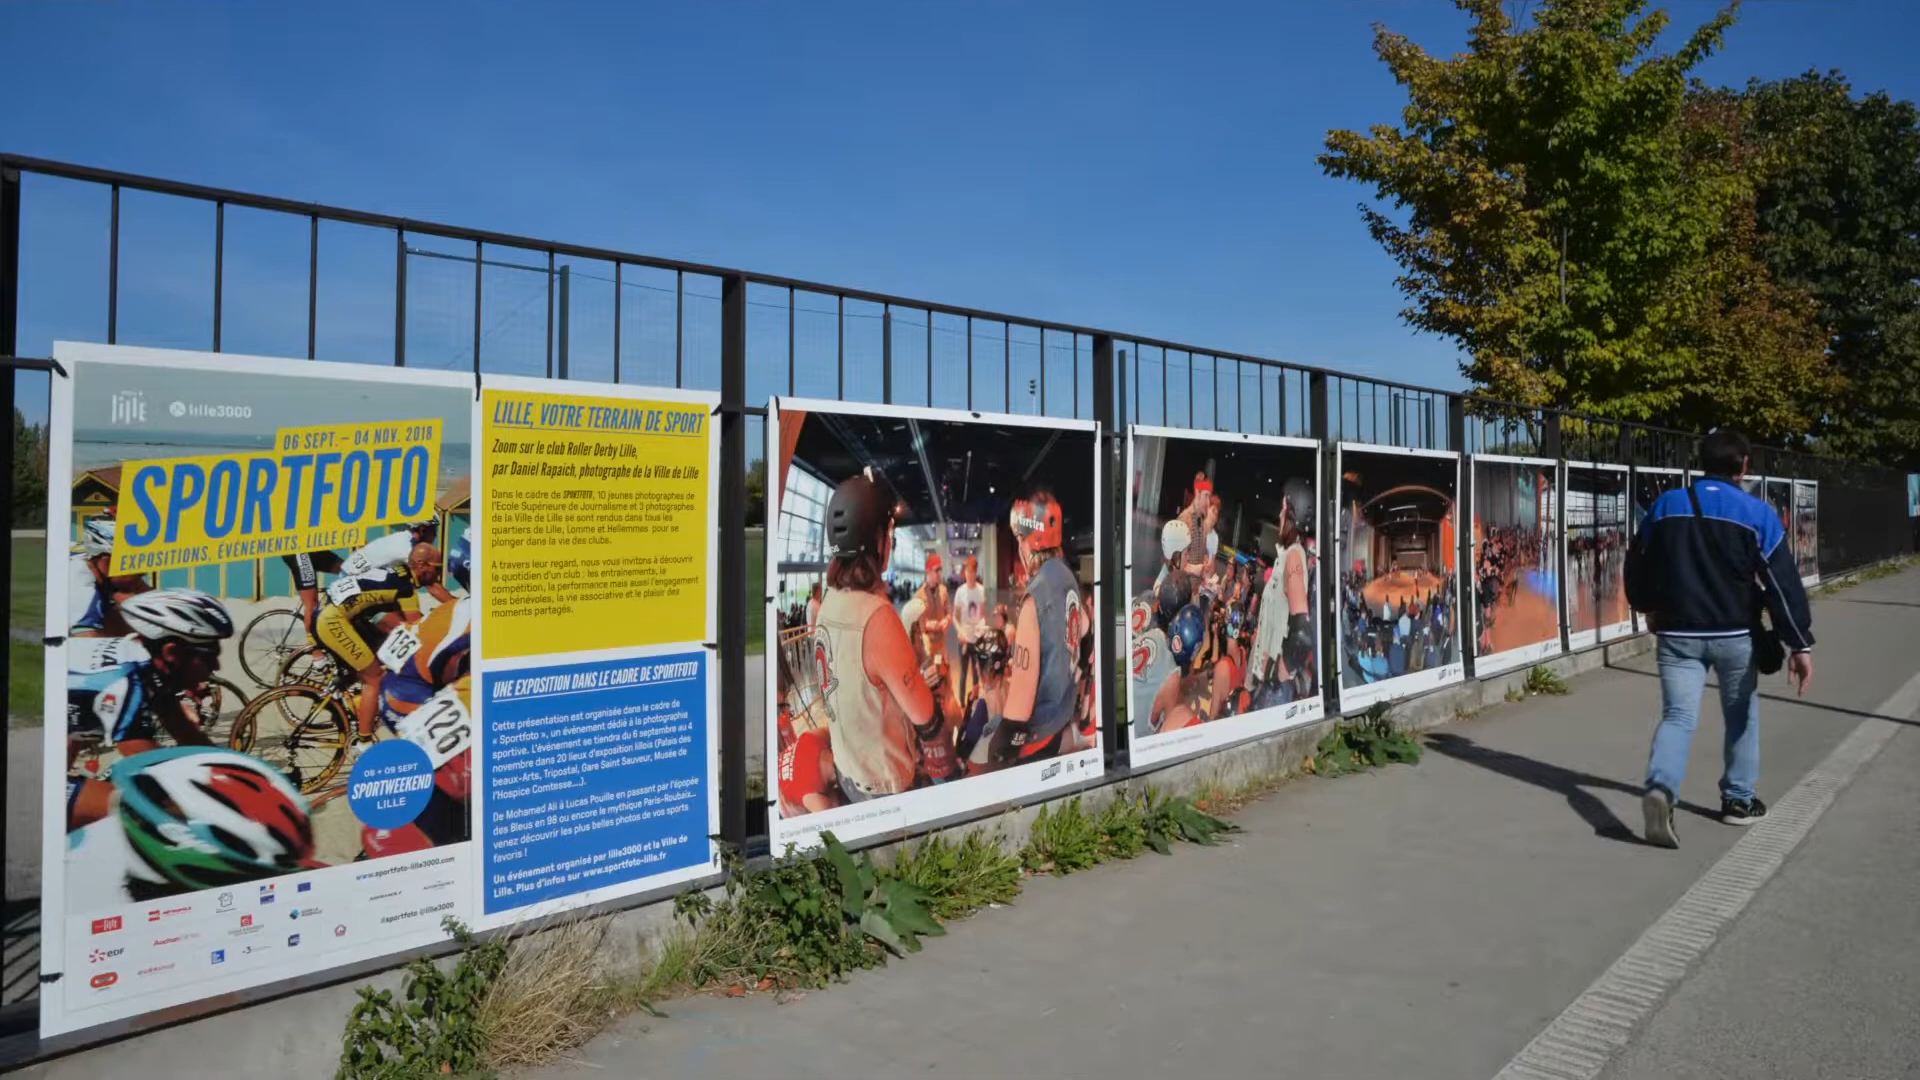 lille
lille3000
06 SEPT. – 04 NOV. 2018
SPORTFOTO
EXPOSITIONS, ÉVÉNEMENTS, LILLE (F)
FESTINA
FESTINA
156
126
08 + 09 SEPT
SPORTWEEKEND
LILLE
www.sportfoto-lille3000.com
#sportfoto @lille3000
edf
LILLE, VOTRE TERRAIN DE SPORT
Zoom sur le club Roller Derby Lille,
par Daniel Rapaich, photographe de la Ville de Lille
Dans le cadre de SPORTFOTO, 10 jeunes photographes de
l'Ecole Supérieure de Journalisme et 3 photographes
de la Ville de Lille se sont rendus dans tous les
quartiers de Lille, Lomme et Hellemmes pour se
plonger dans la vie des clubs.
A travers leur regard, nous vous invitons à découvrir
le quotidien d'un club : les entrainements, la
compétition, la performance mais aussi l'engagement
des bénévoles, la vie associative et le plaisir des
moments partagés.
UNE EXPOSITION DANS LE CADRE DE SPORTFOTO
Cette présentation est organisée dans le cadre de
« Sportfoto », un événement dédié à la photographie
sportive. L'événement se tiendra du 6 septembre au 4
novembre dans 20 lieux d'exposition lillois (Palais des
beaux-Arts, Tripostal, Gare Saint Sauveur, Musée de
l'Hospice Comtesse...).
De Mohamed Ali à Lucas Pouille en passant par l'épopée
des Bleus en 98 ou encore le mythique Paris-Roubaix...
venez découvrir les plus belles photos de vos sports
favoris !
Un événement organisé par lille3000 et la Ville de
Lille. Plus d'infos sur www.sportfoto-lille.fr